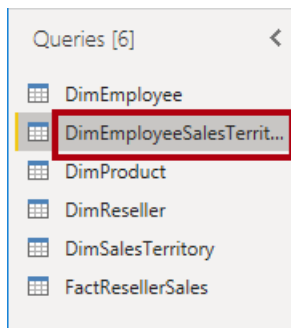 Queries [6]
DimEmployee
DimEmployeeSalesTerrit...
DimProduct
DimReseller
DimSalesTerritory
FactResellerSales